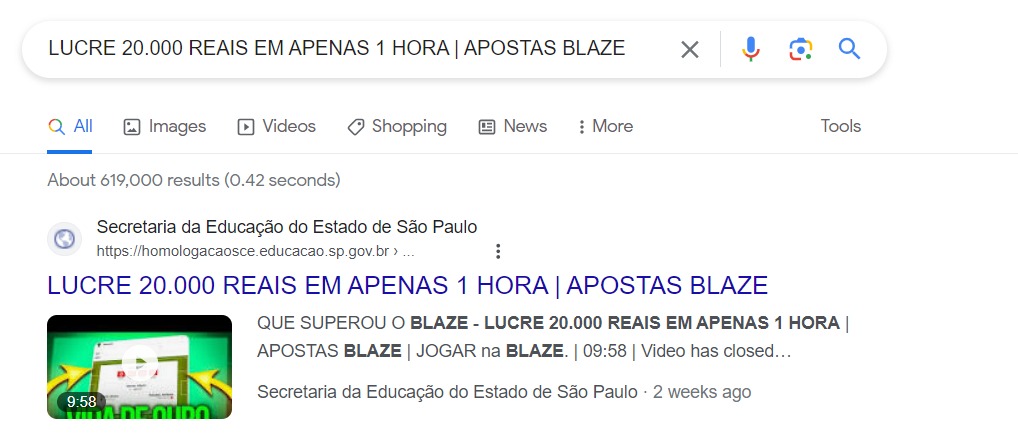 LUCRE 20.000 REAIS EM APENAS 1 HORA | APOSTAS BLAZE
All Images Videos Shopping News More Tools
About 619,000 results (0.42 seconds)
Secretaria da Educação do Estado de São Paulo
https://homologacaosce.educacao.sp.gov.br › ...
LUCRE 20.000 REAIS EM APENAS 1 HORA | APOSTAS BLAZE
QUE SUPEROU O BLAZE - LUCRE 20.000 REAIS EM APENAS 1 HORA |
APOSTAS BLAZE | JOGAR na BLAZE. | 09:58 | Video has closed…
9:58
Secretaria da Educação do Estado de São Paulo · 2 weeks ago